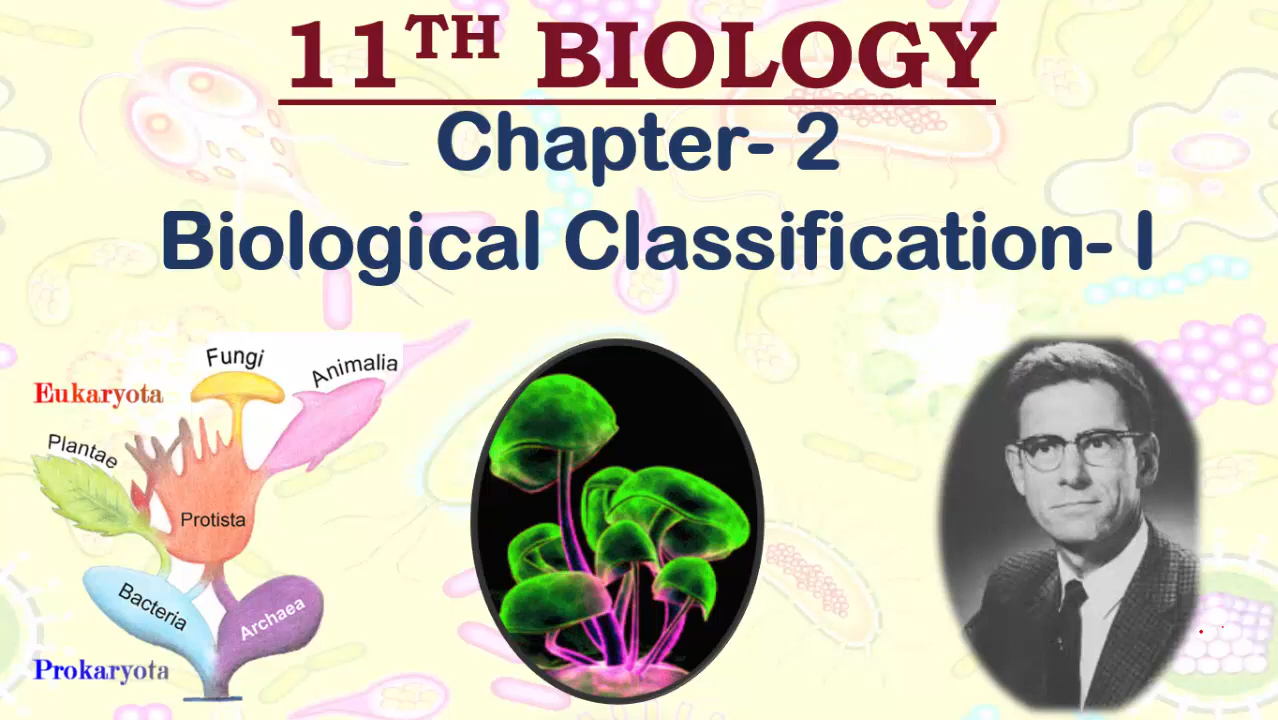 11TH BIOLOGY
Chapter- 2
Biological Classification- I
Fungi
Animalia
Eukaryota
Plantae
Protista
Bacteria
Archaea
Prokaryota